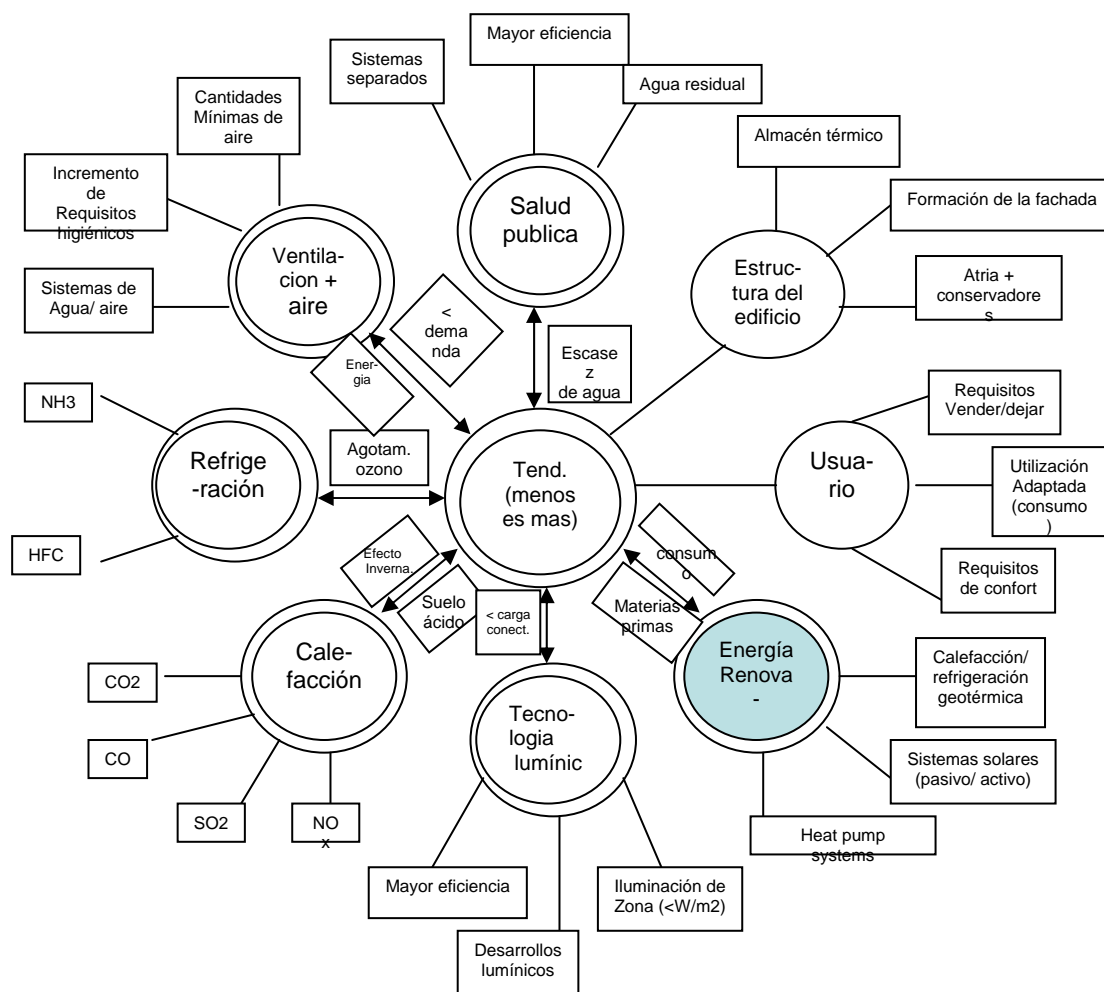 Mayor eficiencia
Sistemas
separados
Agua residual
Cantidades
Mínimas de
aire
Almacén térmico
Incremento
de
Requisitos
higiénicos
Formación de la fachada
Salud
publica
Ventila-
cion +
aire
Estruc-
tura del
edificio
Sistemas de
Agua/ aire
Atria +
conservadore
s
<
dema
nda
Ener-
gia
Escase
z
de agua
NH3
Requisitos
Vender/dejar
Agotam.
ozono
Refrige
-ración
Tend.
(menos
es mas)
Usua-
rio
Utilización
Adaptada
(consumo
)
HFC
Efecto
Inverna.
consum
o
Requisitos
de confort
Suelo
ácido
< carga
conect.
Materias
primas
Cale-
facción
Energía
Renova
-
CO2
Calefacción/
refrigeración
geotérmica
Tecno-
logia
lumínic
CO
Sistemas solares
(pasivo/ activo)
SO2
NO
x
Heat pump
systems
Mayor eficiencia
Iluminación de
Zona (<W/m2)
Desarrollos
lumínicos